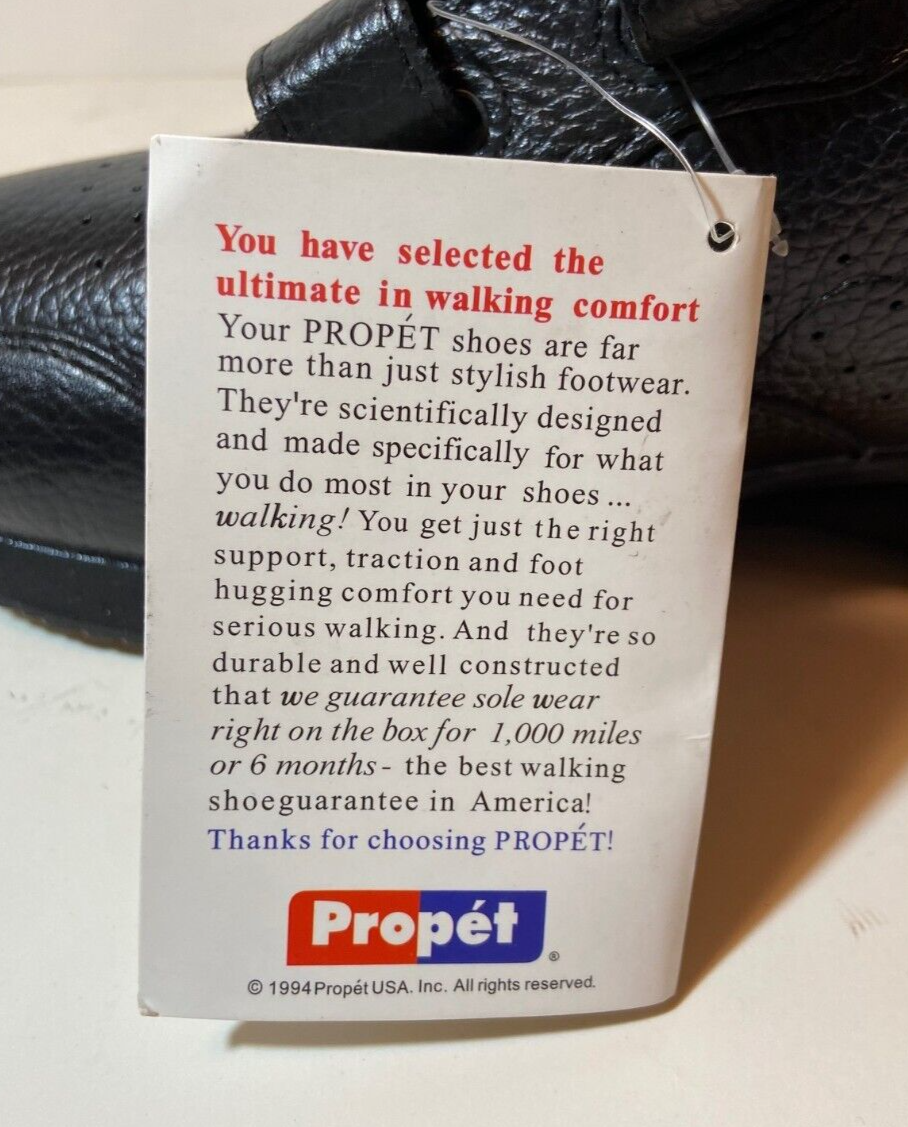 You have selected the
ultimate in walking comfort
Your PROPÉT shoes are far
more than just stylish footwear.
They're scientifically designed
and made specifically for what
you do most in your shoes ...
walking! You get just the right
support, traction and foot
hugging comfort you need for
serious walking. And they're so
durable and well constructed
that we guarantee sole wear
right on the box for 1,000 miles
or 6 months - the best walking
shoe guarantee in America!
Thanks for choosing PROPÉT!
Propét ®
© 1994 Propét USA. Inc. All rights reserved.